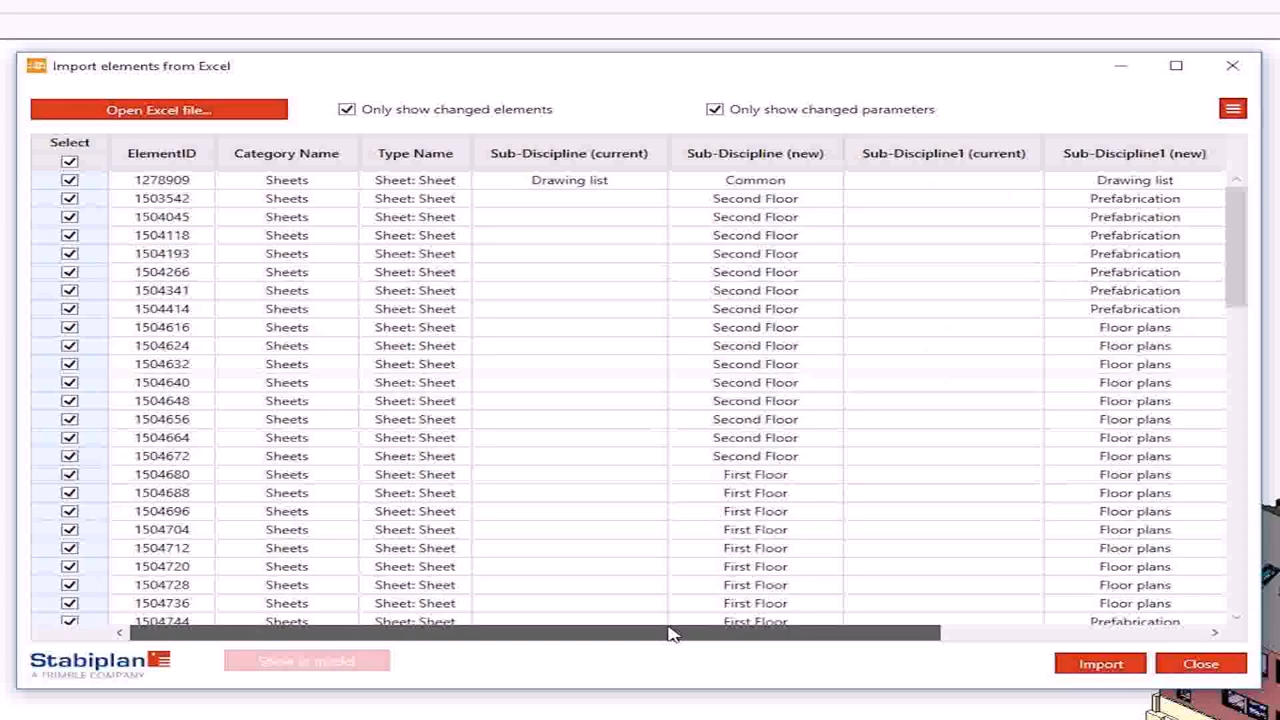 Import elements from Excel
Open Excel file... Only show changed elements Only show changed parameters
Select ElementID Category Name Type Name Sub-Discipline (current) Sub-Discipline (new) Sub-Discipline1 (current) Sub-Discipline1 (new)
1278909 Sheets Sheet: Sheet Drawing list Common Drawing list
1503542 Sheets Sheet: Sheet Second Floor Prefabrication
1504045 Sheets Sheet: Sheet Second Floor Prefabrication
1504118 Sheets Sheet: Sheet Second Floor Prefabrication
1504193 Sheets Sheet: Sheet Second Floor Prefabrication
1504266 Sheets Sheet: Sheet Second Floor Prefabrication
1504341 Sheets Sheet: Sheet Second Floor Prefabrication
1504414 Sheets Sheet: Sheet Second Floor Prefabrication
1504616 Sheets Sheet: Sheet Second Floor Floor plans
1504624 Sheets Sheet: Sheet Second Floor Floor plans
1504632 Sheets Sheet: Sheet Second Floor Floor plans
1504640 Sheets Sheet: Sheet Second Floor Floor plans
1504648 Sheets Sheet: Sheet Second Floor Floor plans
1504656 Sheets Sheet: Sheet Second Floor Floor plans
1504664 Sheets Sheet: Sheet Second Floor Floor plans
1504672 Sheets Sheet: Sheet Second Floor Floor plans
1504680 Sheets Sheet: Sheet First Floor Floor plans
1504688 Sheets Sheet: Sheet First Floor Floor plans
1504696 Sheets Sheet: Sheet First Floor Floor plans
1504704 Sheets Sheet: Sheet First Floor Floor plans
1504712 Sheets Sheet: Sheet First Floor Floor plans
1504720 Sheets Sheet: Sheet First Floor Floor plans
1504728 Sheets Sheet: Sheet First Floor Floor plans
1504736 Sheets Sheet: Sheet First Floor Floor plans
1504744 Sheets Sheet: Sheet First Floor Prefabrication
Stabiplan Show in model Import Close
A TRIMBLE COMPANY